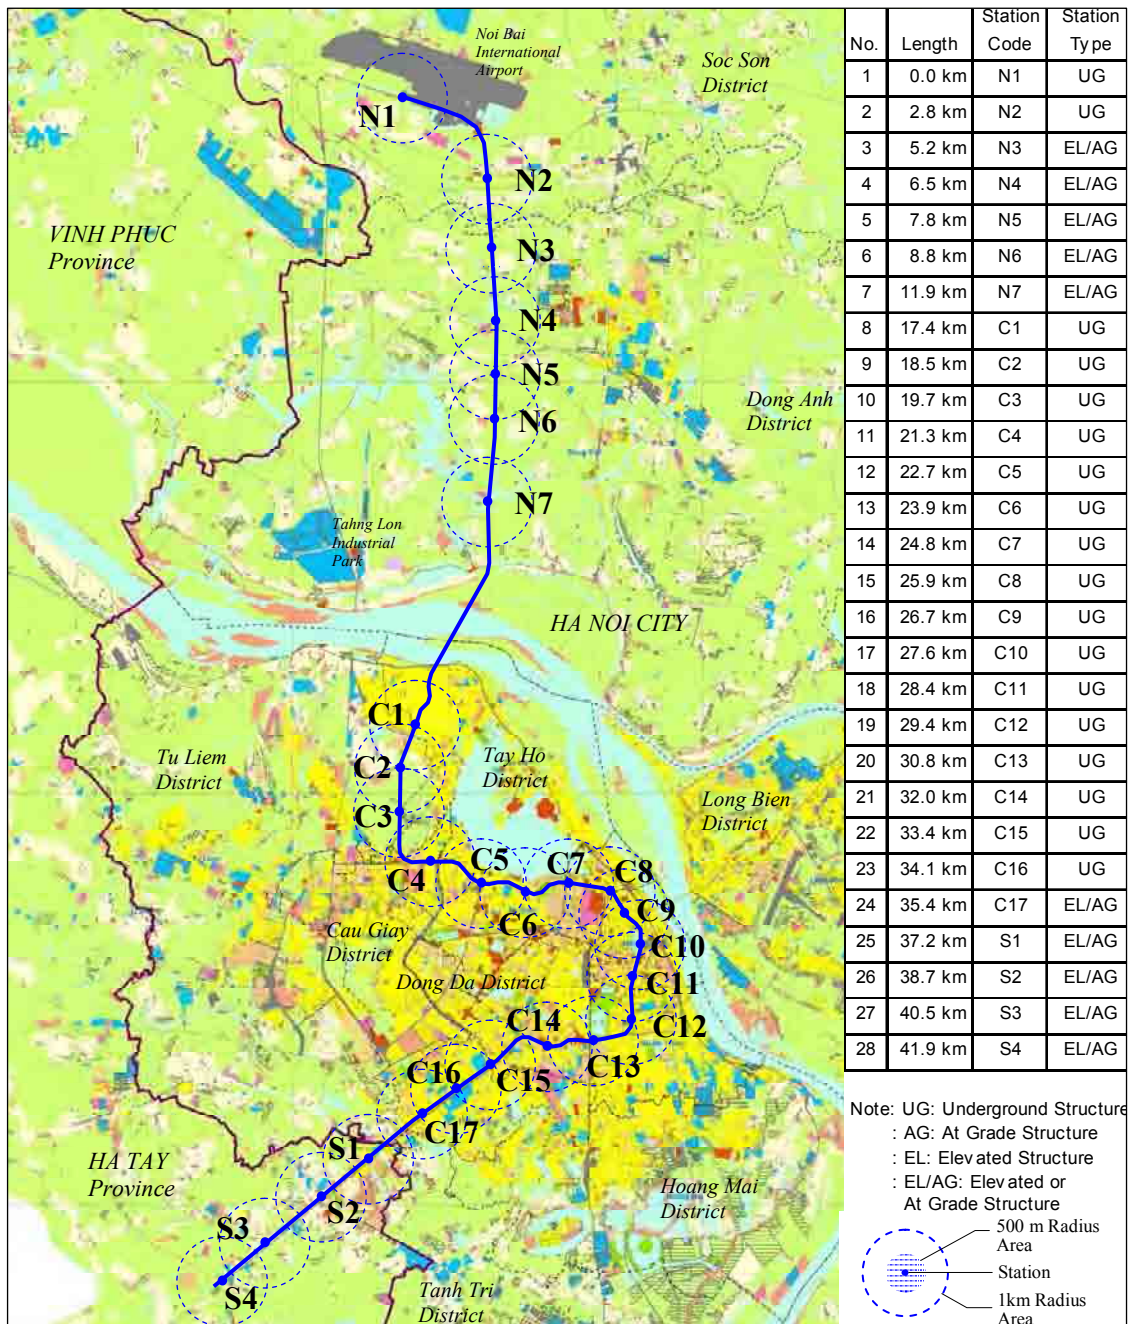 Noi Bai
International
Airport
Soc Son
District
N1
N2
VINH PHUC
Province
N3
N4
N5
Dong Anh
District
N6
N7
Tahng Lon
Industrial
Park
HA NOI CITY
C1
Tu Liem
District
C2
Tay Ho
District
C3
Long Bien
District
C4
C5
C7
C8
C6
C9
Cau Giay
District
C10
Dong Da District
C11
C14
C12
C13
C16
C15
C17
S1
HA TAY
Province
Hoang Mai
District
S2
S3
S4
Tanh Tri
District
No. Length Station Code Station Type
1 0.0 km N1 UG
2 2.8 km N2 UG
3 5.2 km N3 EL/AG
4 6.5 km N4 EL/AG
5 7.8 km N5 EL/AG
6 8.8 km N6 EL/AG
7 11.9 km N7 EL/AG
8 17.4 km C1 UG
9 18.5 km C2 UG
10 19.7 km C3 UG
11 21.3 km C4 UG
12 22.7 km C5 UG
13 23.9 km C6 UG
14 24.8 km C7 UG
15 25.9 km C8 UG
16 26.7 km C9 UG
17 27.6 km C10 UG
18 28.4 km C11 UG
19 29.4 km C12 UG
20 30.8 km C13 UG
21 32.0 km C14 UG
22 33.4 km C15 UG
23 34.1 km C16 UG
24 35.4 km C17 EL/AG
25 37.2 km S1 EL/AG
26 38.7 km S2 EL/AG
27 40.5 km S3 EL/AG
28 41.9 km S4 EL/AG
Note: UG: Underground Structure
: AG: At Grade Structure
: EL: Elevated Structure
: EL/AG: Elevated or
At Grade Structure
500 m Radius
Area
Station
1km Radius
Area